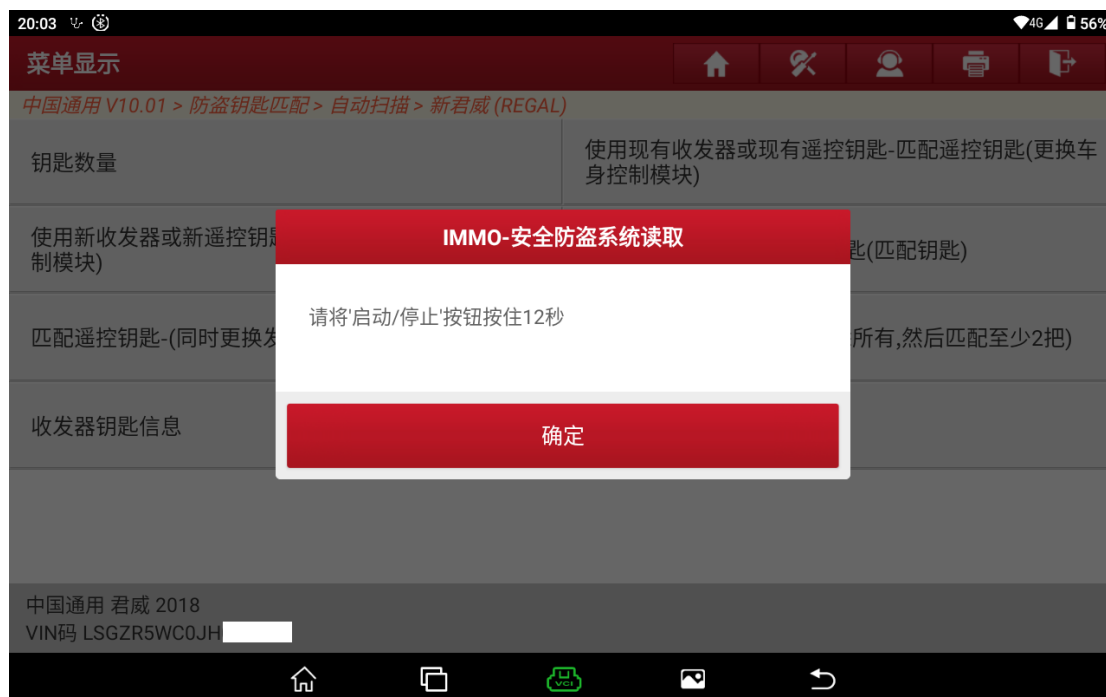 20:03
4G 56%
菜单显示
中国通用 V10.01 > 防盗钥匙匹配 > 自动扫描 > 新君威 (REGAL)
钥匙数量
使用现有收发器或现有遥控钥匙-匹配遥控钥匙(更换车
身控制模块)
使用新收发器或新遥控钥
制模块)
匙(匹配钥匙)
IMMO-安全防盗系统读取
请将'启动/停止'按钮按住12秒
确定
匹配遥控钥匙-(同时更换发
所有,然后匹配至少2把)
收发器钥匙信息
中国通用 君威 2018
VIN码 LSGZR5WC0JH
VCI